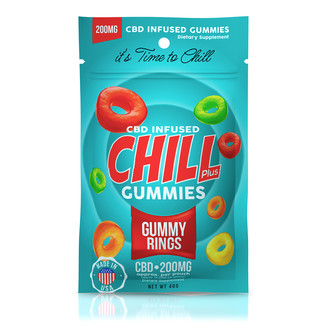 200MG CBD INFUSED GUMMIES
Dietary Supplement
it's Time to Chill
CBD INFUSED
CHILL
Plus
GUMMIES
GUMMY
RINGS
CBD•200MG
MADE IN
USA
NET WT